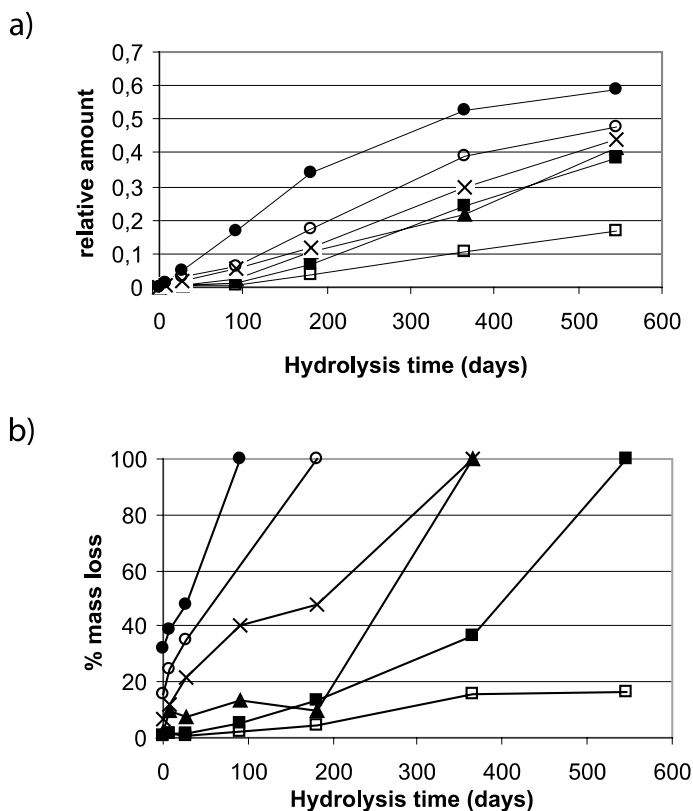 a)
0,7
0,6
0,5
0,4
0,3
0,2
0,1
0
relative amount
0 100 200 300 400 500 600
Hydrolysis time (days)
b)
100
80
60
40
20
0
% mass loss
0 100 200 300 400 500 600
Hydrolysis time (days)